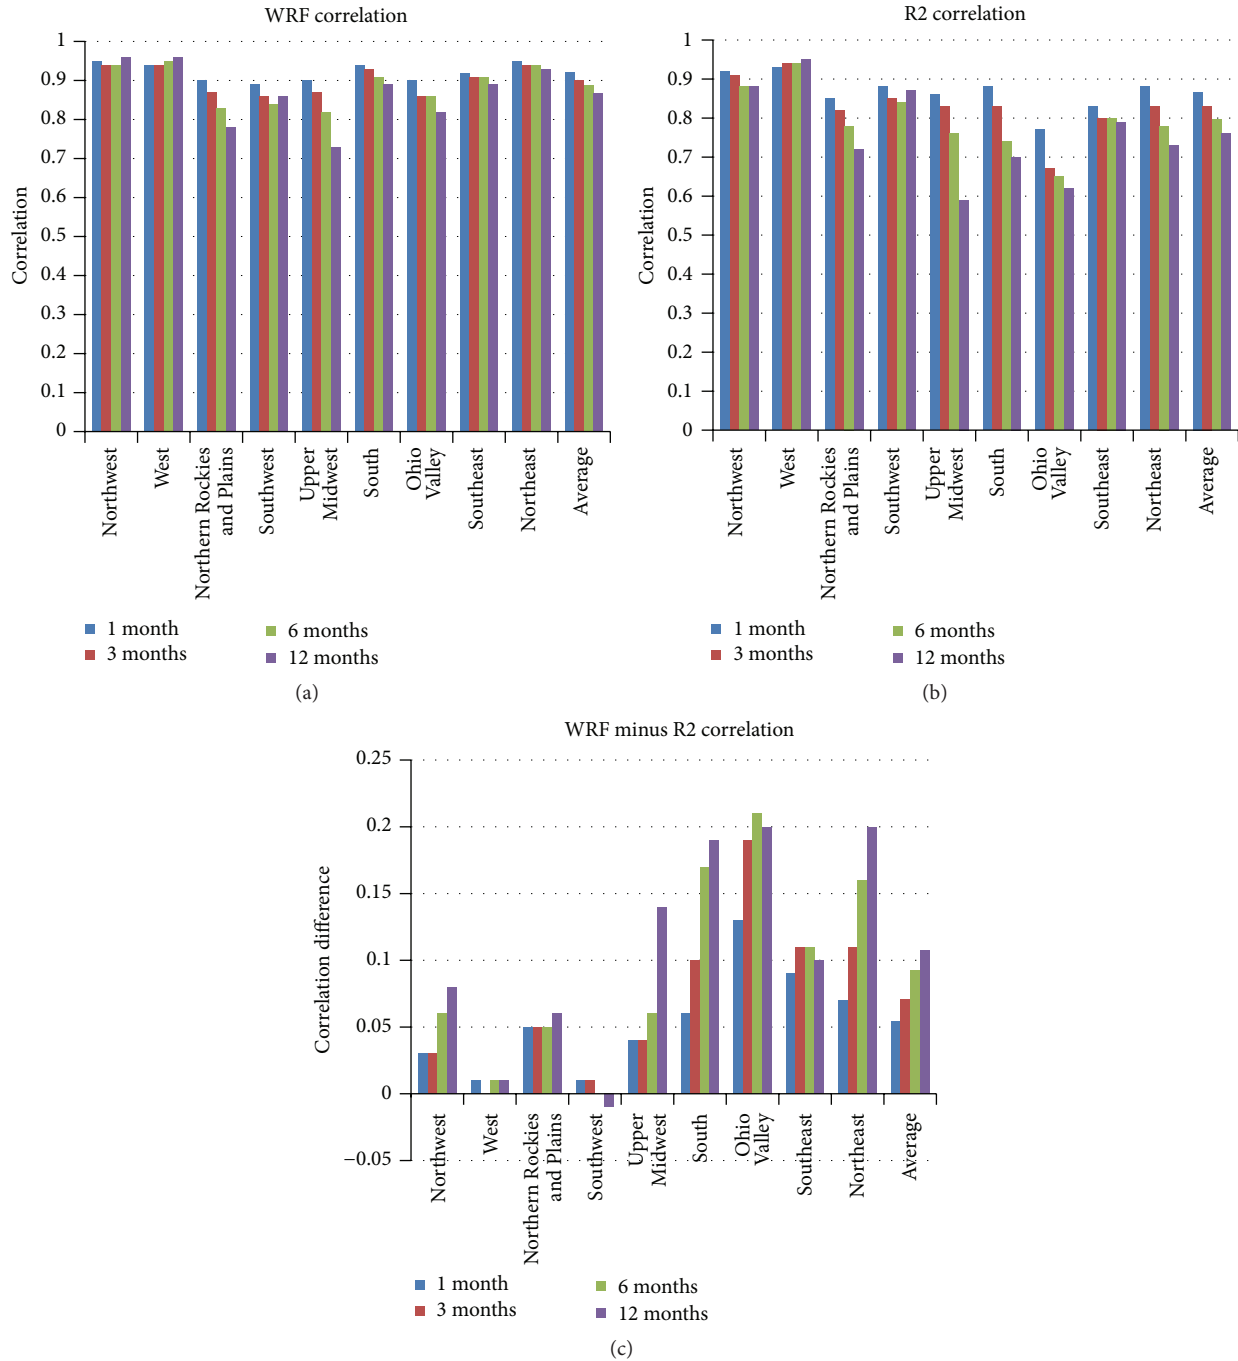 WRF correlation
1
0.9
0.8
0.7
0.6
0.5
0.4
0.3
0.2
0.1
0
Correlation
Northwest
West
Northern Rockies
and Plains
Southwest
Upper
Midwest
South
Ohio
Valley
Southeast
Northeast
Average
1 month
3 months
6 months
12 months
(a)
R2 correlation
1
0.9
0.8
0.7
0.6
0.5
0.4
0.3
0.2
0.1
0
Correlation
Northwest
West
Northern Rockies
and Plains
Southwest
Upper
Midwest
South
Ohio
Valley
Southeast
Northeast
Average
1 month
3 months
6 months
12 months
(b)
WRF minus R2 correlation
0.25
0.2
0.15
0.1
0.05
0
−0.05
Correlation difference
Northwest
West
Northern Rockies
and Plains
Southwest
Upper
Midwest
South
Ohio
Valley
Southeast
Northeast
Average
1 month
3 months
6 months
12 months
(c)